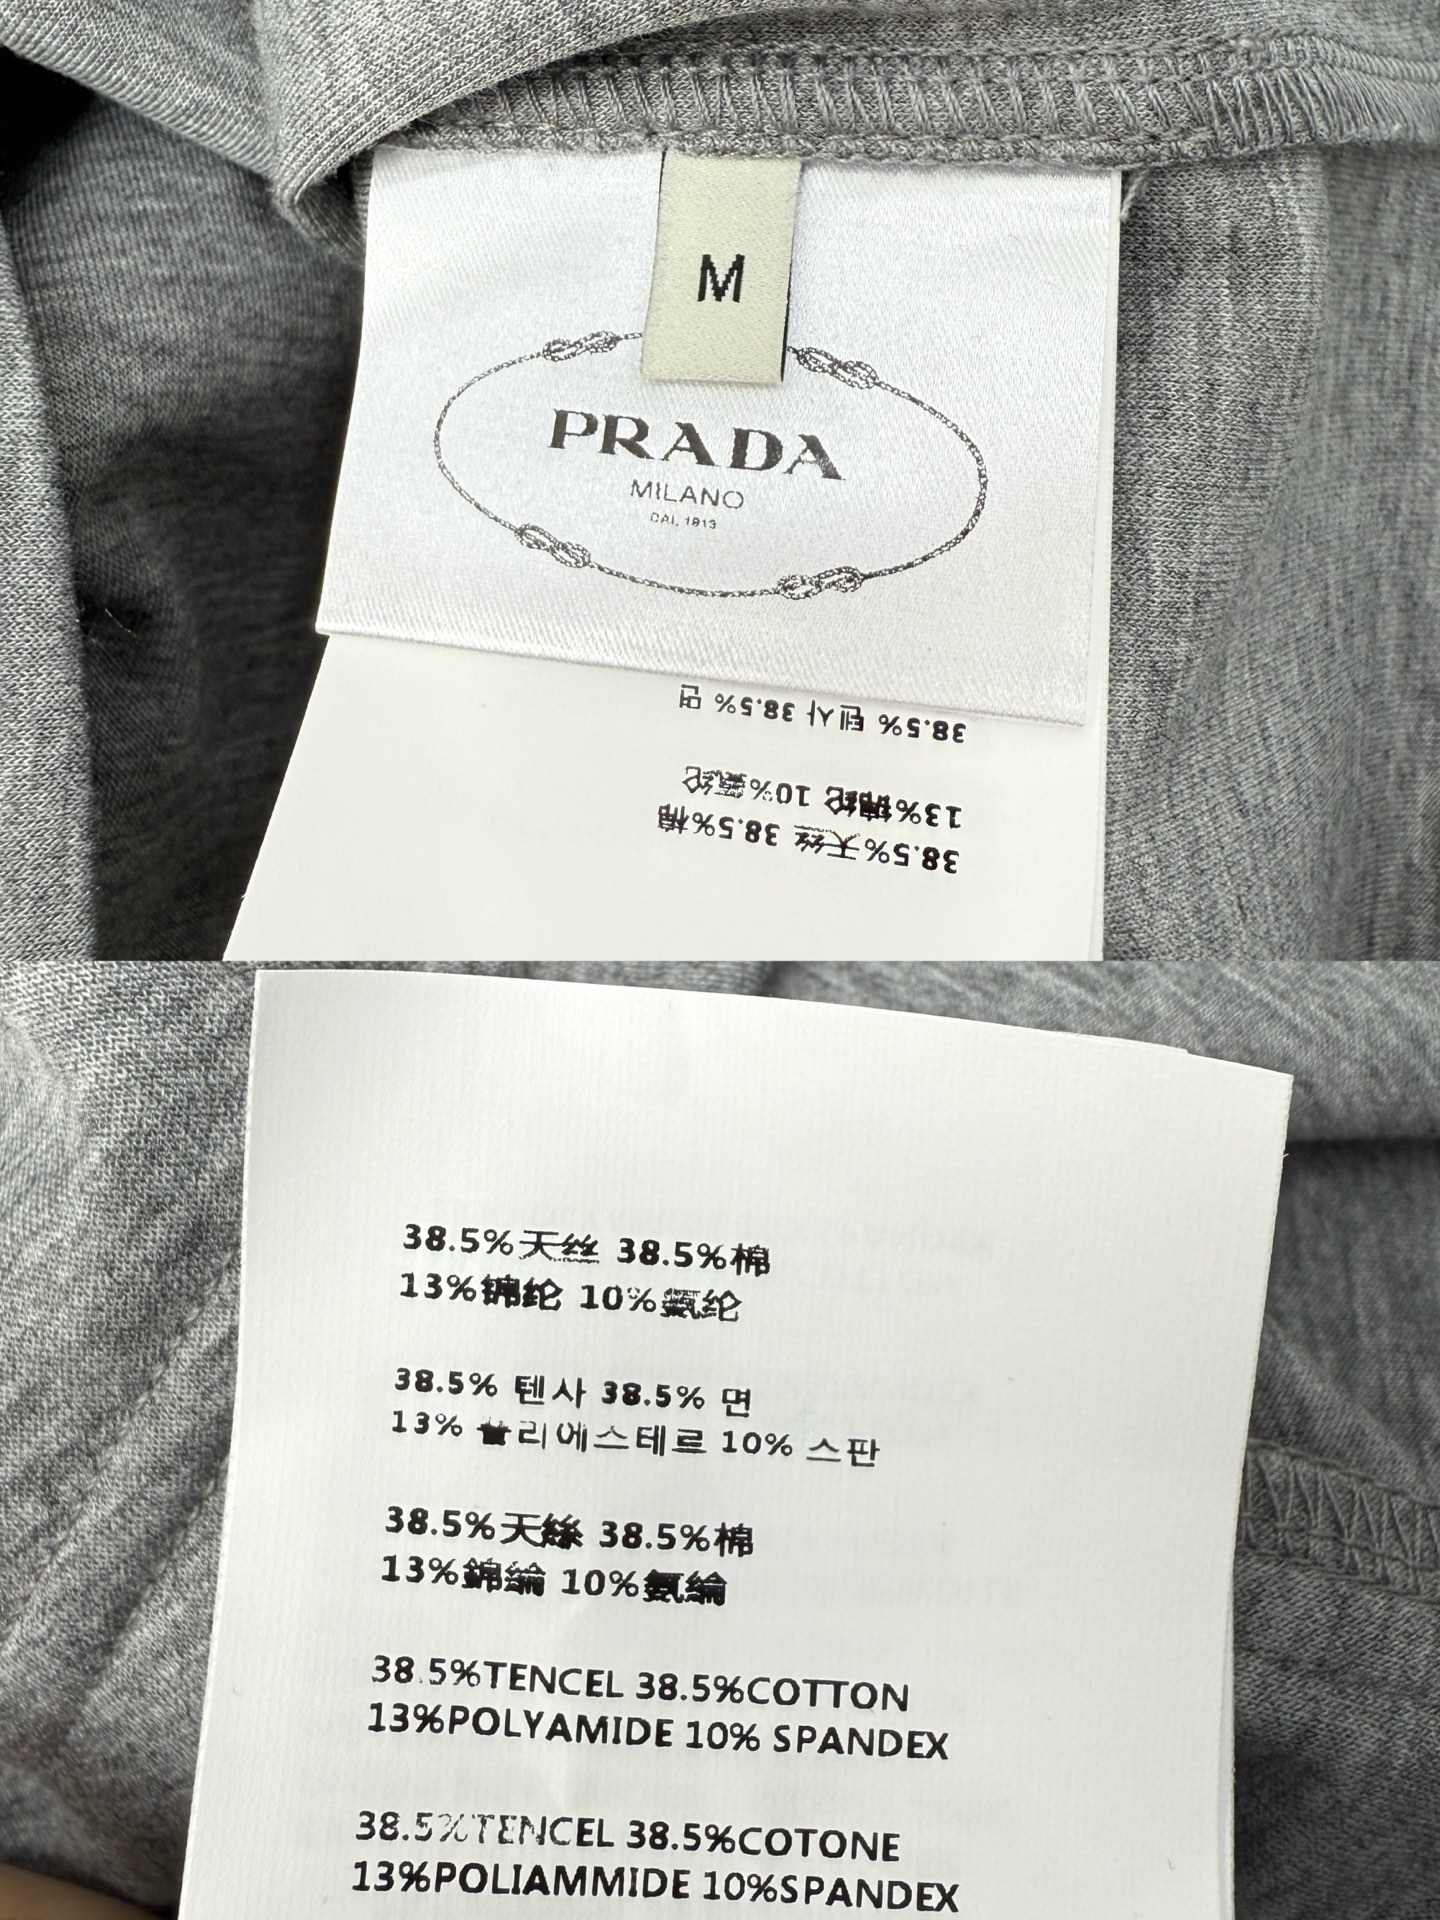 M
PRADA
MILANO
DAL 1913
38.5% 텐사 38.5% 면
13%锦纶 10%氨纶
38.5%天丝 38.5%棉
38.5%天丝 38.5%棉
13%锦纶 10%氨纶
38.5% 텐사 38.5% 면
13% 폴리에스테르 10% 스판
38.5%天絲 38.5%棉
13%錦綸 10%氨綸
38.5%TENCEL 38.5%COTTON
13%POLYAMIDE 10% SPANDEX
38.5%TENCEL 38.5%COTONE
13%POLIAMMIDE 10%SPANDEX